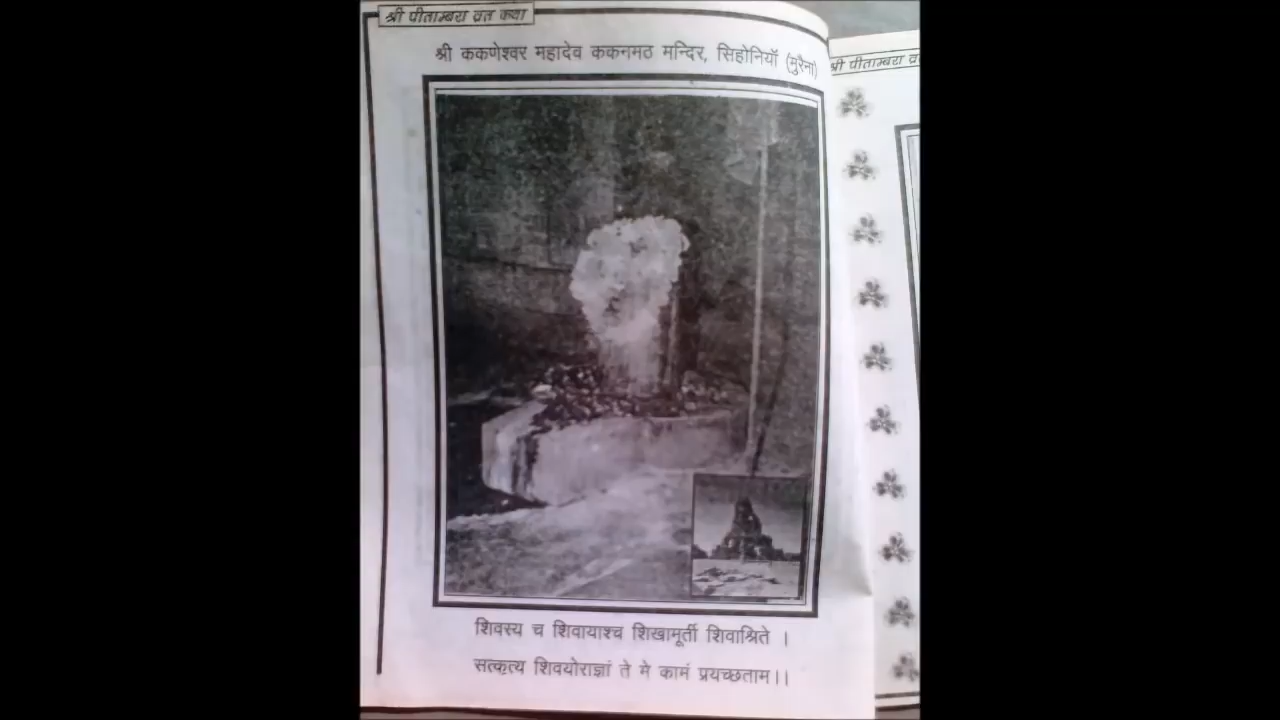 श्री पीताम्बरा व्रत कथा
श्री ककणेश्वर महादेव ककनमठ मन्दिर, सिहोनियाॅ (मुरैना)
शिवस्य च शिवायाश्च शिखामूर्ती शिवाश्रिते ।
सत्कृत्य शिवयोराज्ञां ते मे कामं प्रयच्छताम।।
श्री पीताम्बरा